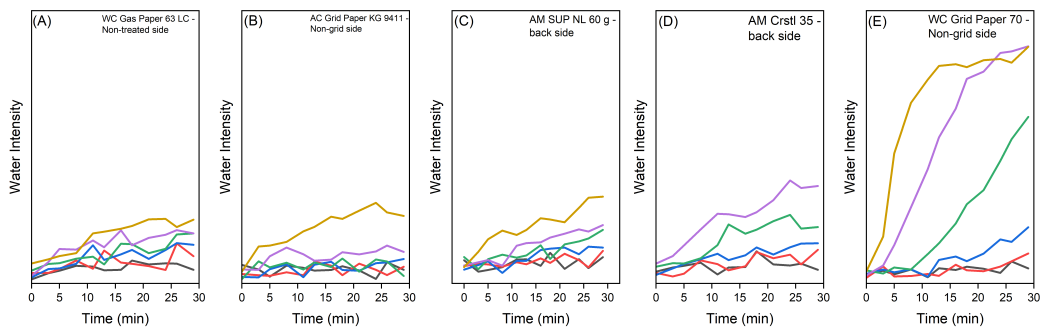 (A)
WC Gas Paper 63 LC -
Non-treated side
Water Intensity
0 10 20 30
Time (min)
(B)
AC Grid Paper KG 9411 -
Non-grid side
Water Intensity
0 5 10 15 20 25 30
Time (min)
(C)
AM SUP NL 60 g -
back side
Water Intensity
0 5 10 15 20 25 30
Time (min)
(D)
AM Crstl 35 -
back side
Water Intensity
0 5 10 15 20 25 30
Time (min)
(E)
WC Grid Paper 70 -
Non-grid side
Water Intensity
0 5 10 15 20 25 30
Time (min)